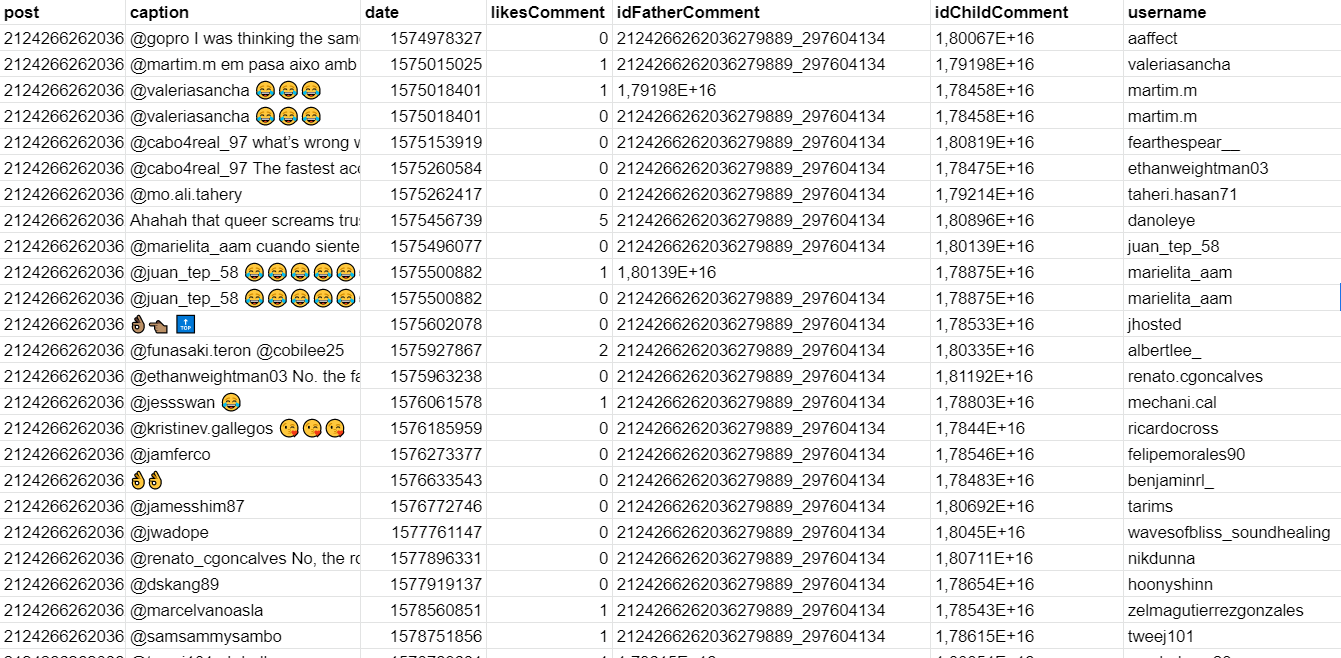 post caption date likesComment idFatherComment idChildComment username
2124266262036 @gopro I was thinking the sam 1574978327 0 2124266262036279889_297604134 1,80067E+16 aaffect
2124266262036 @martim.m em pasa aixo amb 1575015025 1 2124266262036279889_297604134 1,79198E+16 valeriasancha
2124266262036 @valeriasancha 😂😂😂 1575018401 1 1,79198E+16 1,78458E+16 martim.m
2124266262036 @valeriasancha 😂😂😂 1575018401 0 2124266262036279889_297604134 1,78458E+16 martim.m
2124266262036 @cabo4real_97 what's wrong w 1575153919 0 2124266262036279889_297604134 1,80819E+16 fearthespear__
2124266262036 @cabo4real_97 The fastest acc 1575260584 0 2124266262036279889_297604134 1,78475E+16 ethanweightman03
2124266262036 @mo.ali.tahery 1575262417 0 2124266262036279889_297604134 1,79214E+16 taheri.hasan71
2124266262036 Ahahah that queer screams tru 1575456739 5 2124266262036279889_297604134 1,80896E+16 danoleye
2124266262036 @marielita_aam cuando siente 1575496077 0 2124266262036279889_297604134 1,80139E+16 juan_tep_58
2124266262036 @juan_tep_58 😂😂😂😂😂 1575500882 1 1,80139E+16 1,78875E+16 marielita_aam
2124266262036 @juan_tep_58 😂😂😂😂😂 1575500882 0 2124266262036279889_297604134 1,78875E+16 marielita_aam
2124266262036 👌🏾👈🏾 🔝 1575602078 0 2124266262036279889_297604134 1,78533E+16 jhosted
2124266262036 @funasaki.teron @cobilee25 1575927867 2 2124266262036279889_297604134 1,80335E+16 albertlee_
2124266262036 @ethanweightman03 No. the fa 1575963238 0 2124266262036279889_297604134 1,81192E+16 renato.cgoncalves
2124266262036 @jessswan 😂 1576061578 1 2124266262036279889_297604134 1,78803E+16 mechani.cal
2124266262036 @kristinev.gallegos 😘😘😘 1576185959 0 2124266262036279889_297604134 1,7844E+16 ricardocross
2124266262036 @jamferco 1576273377 0 2124266262036279889_297604134 1,78546E+16 felipemorales90
2124266262036 👌👌 1576633543 0 2124266262036279889_297604134 1,78483E+16 benjaminrl_
2124266262036 @jamesshim87 1576772746 0 2124266262036279889_297604134 1,80692E+16 tarims
2124266262036 @jwadope 1577761147 0 2124266262036279889_297604134 1,8045E+16 wavesofbliss_soundhealing
2124266262036 @renato_cgoncalves No, the ro 1577896331 0 2124266262036279889_297604134 1,80711E+16 nikdunna
2124266262036 @dskang89 1577919137 0 2124266262036279889_297604134 1,78654E+16 hoonyshinn
2124266262036 @marcelvanoasla 1578560851 1 2124266262036279889_297604134 1,78543E+16 zelmagutierrezgonzales
2124266262036 @samsammysambo 1578751856 1 2124266262036279889_297604134 1,78615E+16 tweej101